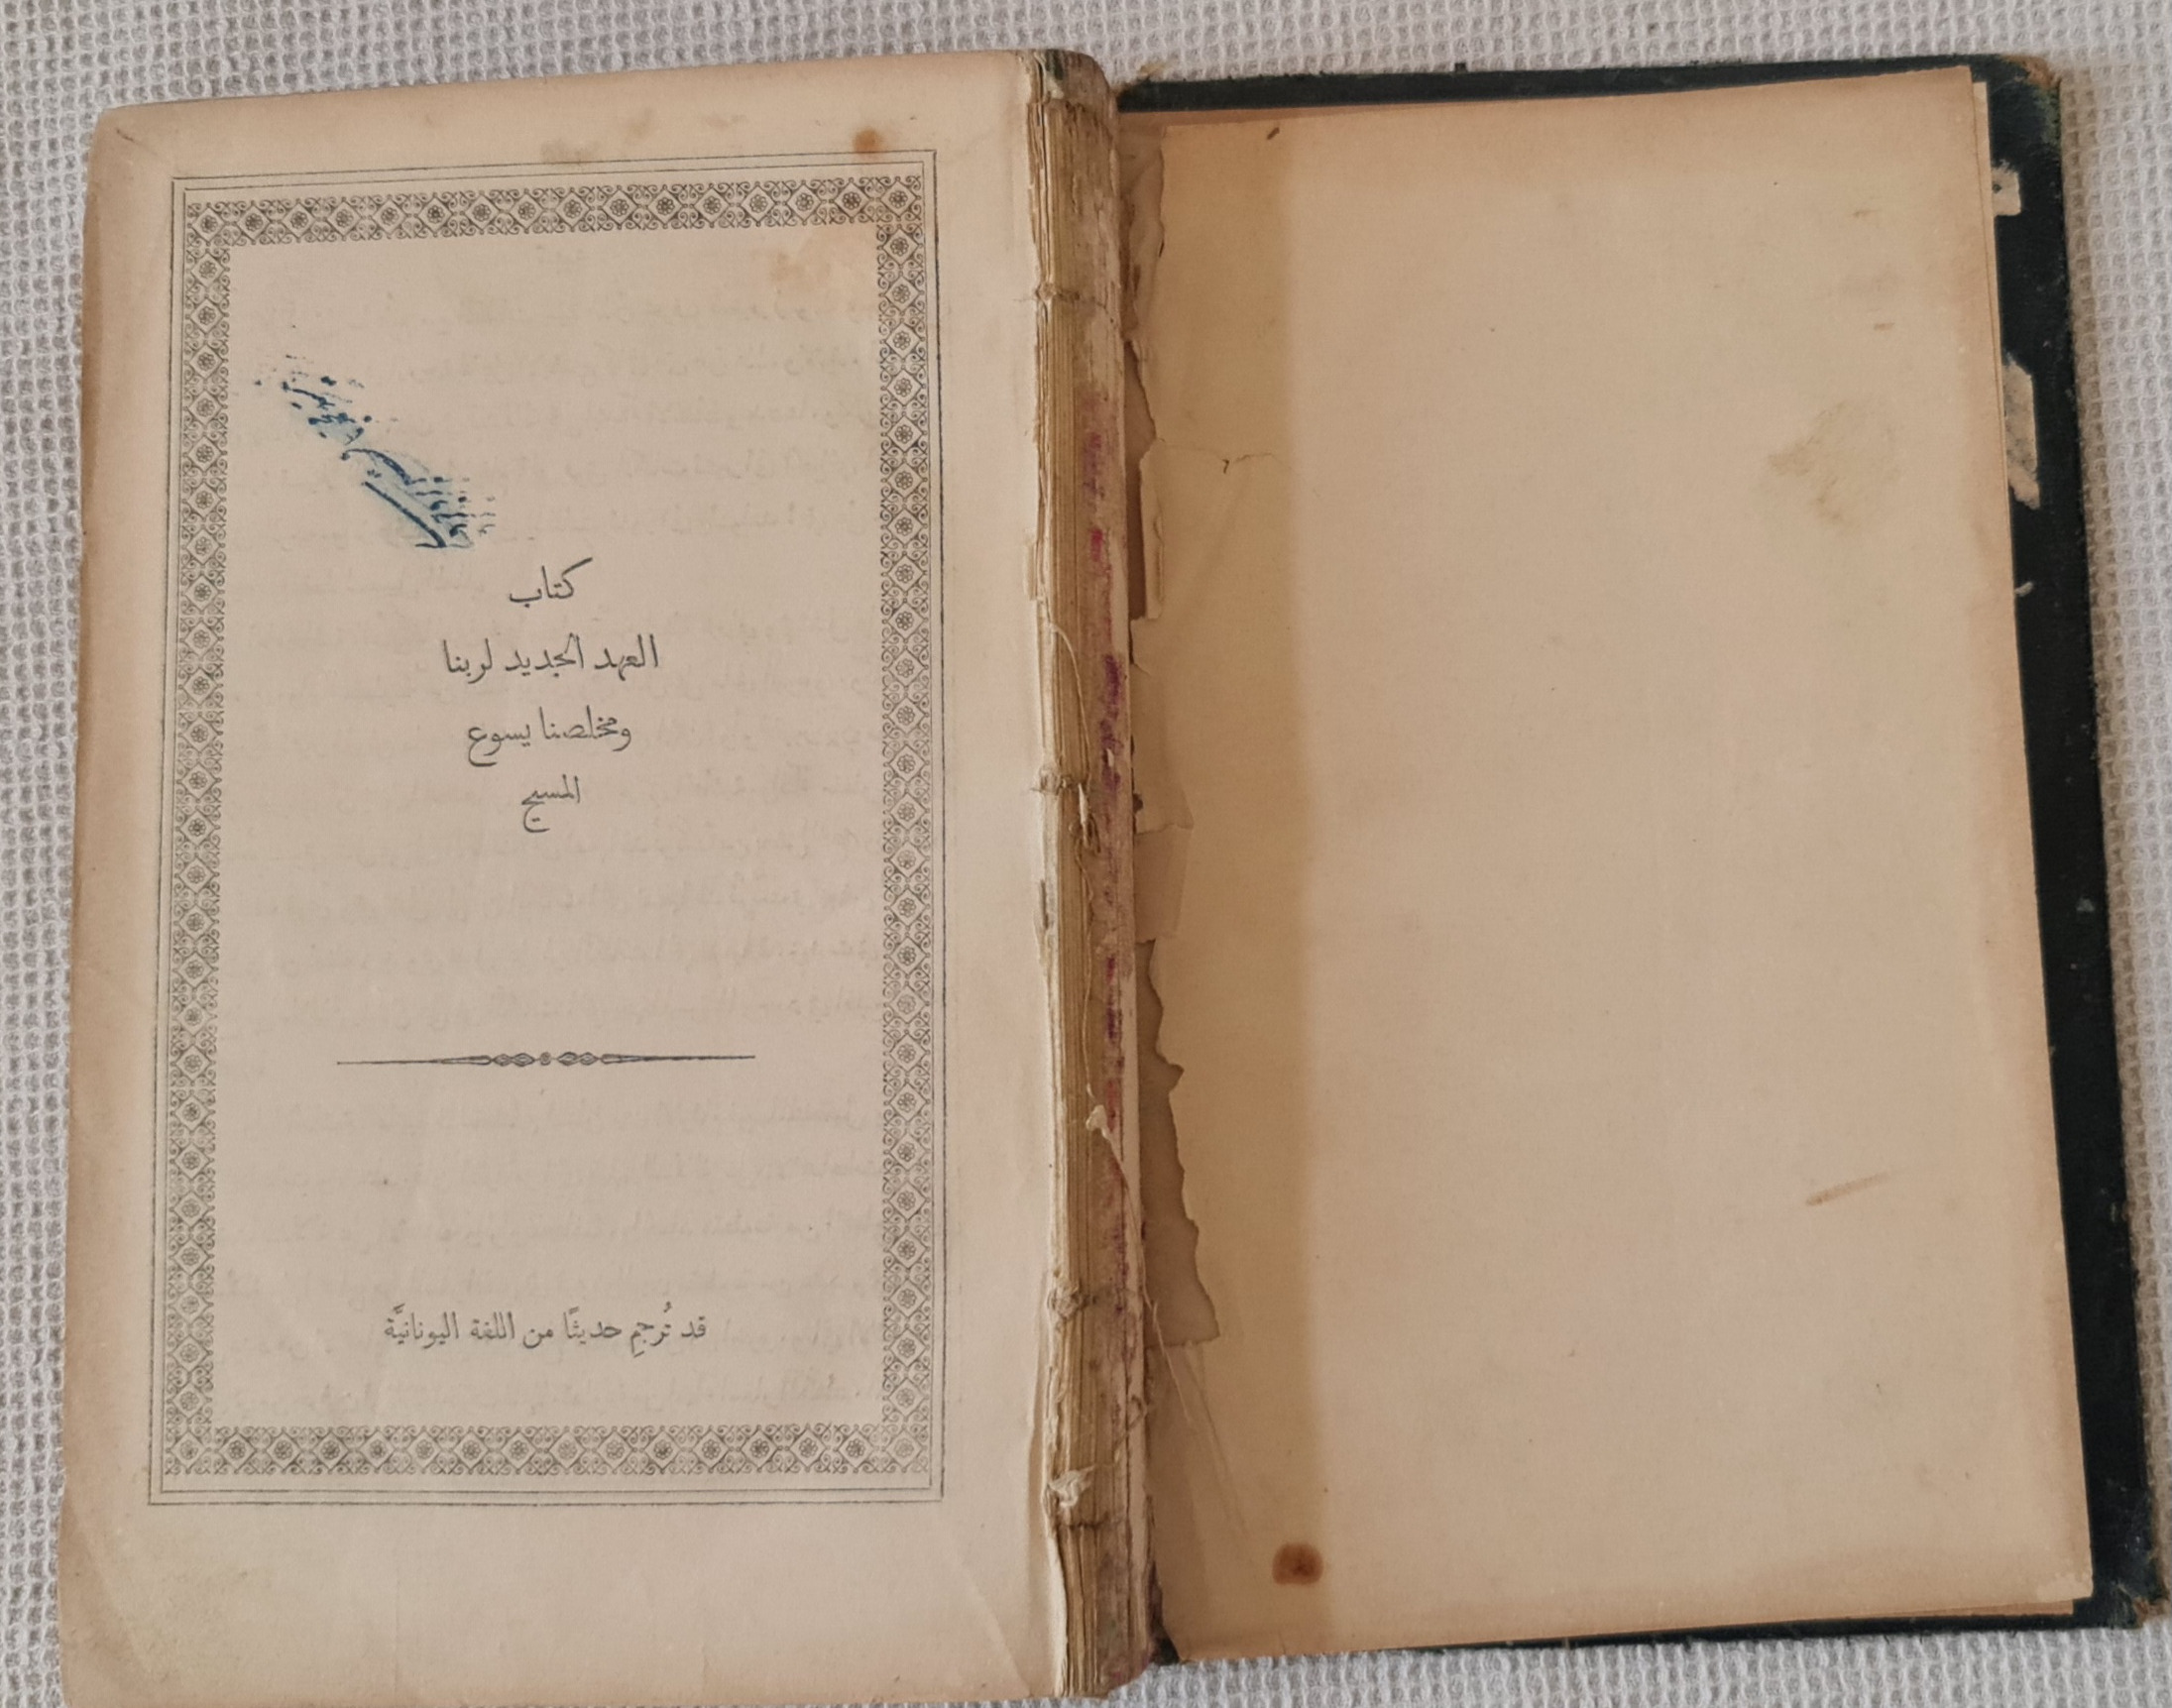 كتاب
العهد الجديد لربنا
ومخلصنا يسوع
المسيح
قد تُرجِم حديثًا من اللغة اليونانيَّة